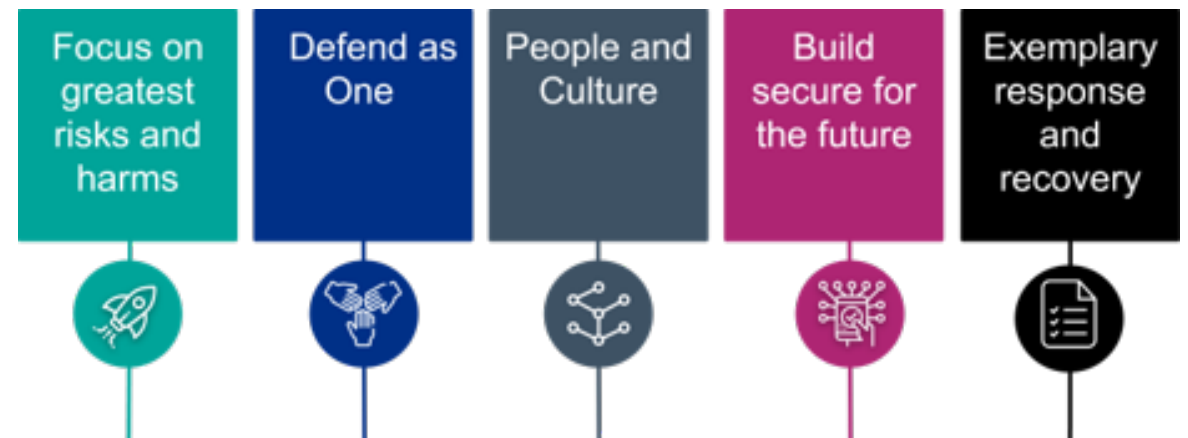 Focus on
greatest
risks and
harms
Defend as
One
People and
Culture
Build
secure for
the future
Exemplary
response
and
recovery